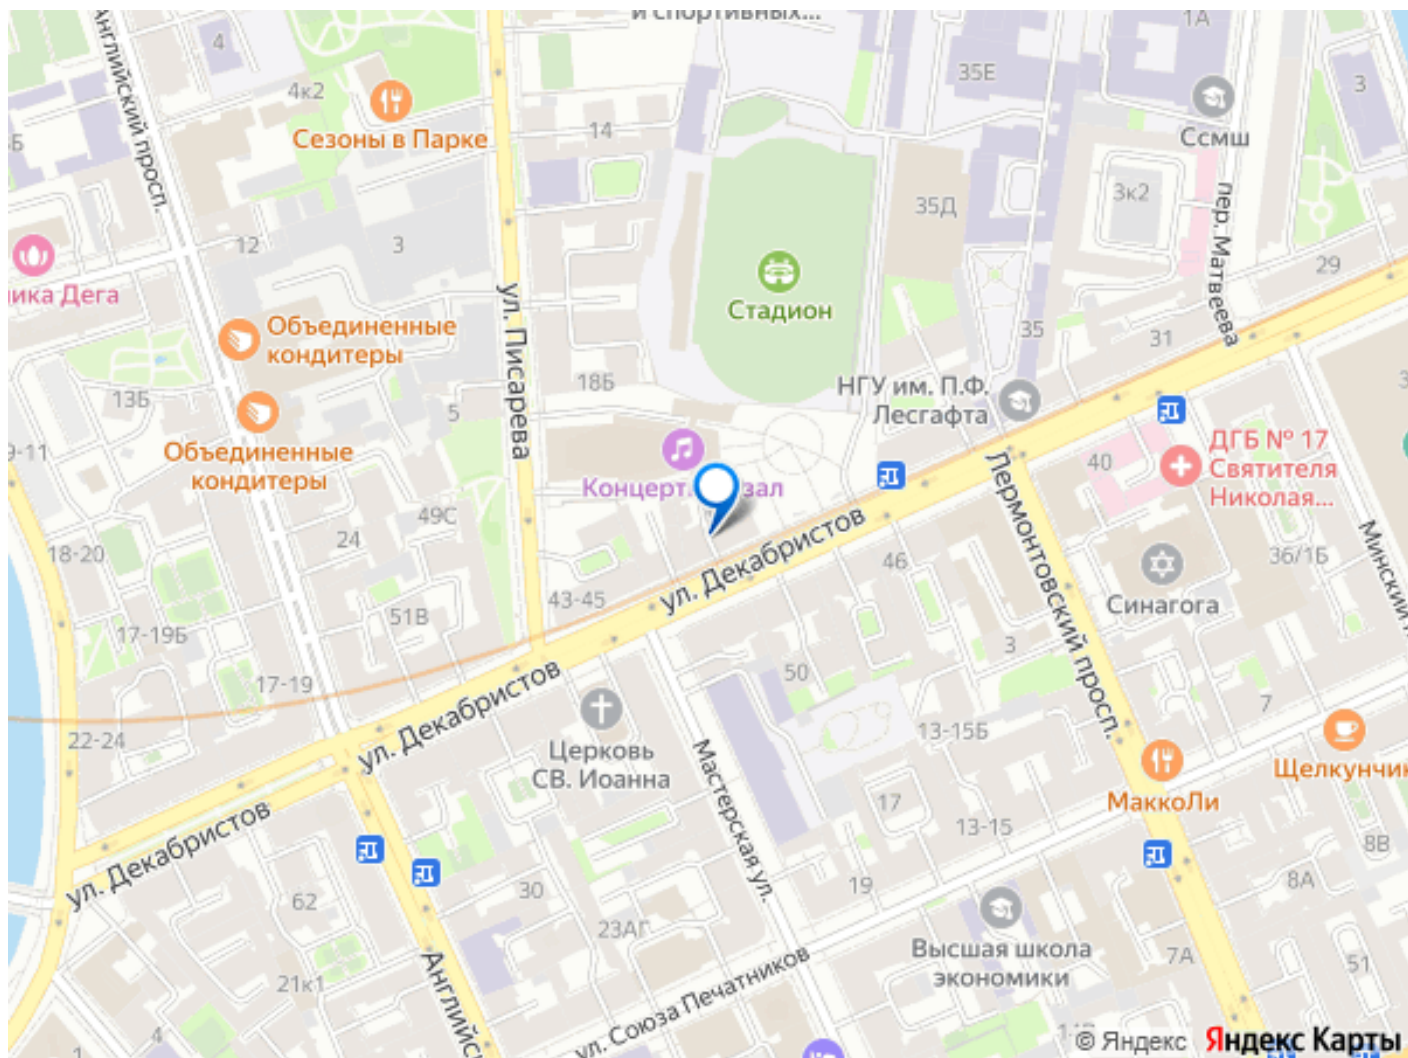 и спортивных...
1А
Английский просп.
4
4к2
35Е
3
Ссмш
Сезоны в Парке
14
3к2
35Д
пер. Матвеева
12
3
29
Дега
Стадион
ул. Писарева
Объединенные
кондитеры
35
31
18Б
13Б
5
НГУ им. П.Ф.
Лесгафта
Объединенные
кондитеры
9-11
ДГБ № 17
Святителя
Николая...
40
Лермонтовский просп.
зал
49С
24
18-20
ул. Декабристов
46
36/1Б
Минский
43-45
Синагога
51В
17-19Б
3
50
17-19
7
22-24
ул. Декабристов
13-15Б
Церковь
СВ. Иоанна
Мастерская ул.
Щелкунчик
МаккоЛи
17
13-15
8В
ул. Декабристов
19
8А
30
62
23АГ
Высшая школа
экономики
7А
51
21к1
Английс
ул. Союза Печатников
4
1
© Яндекс Яндекс Карты